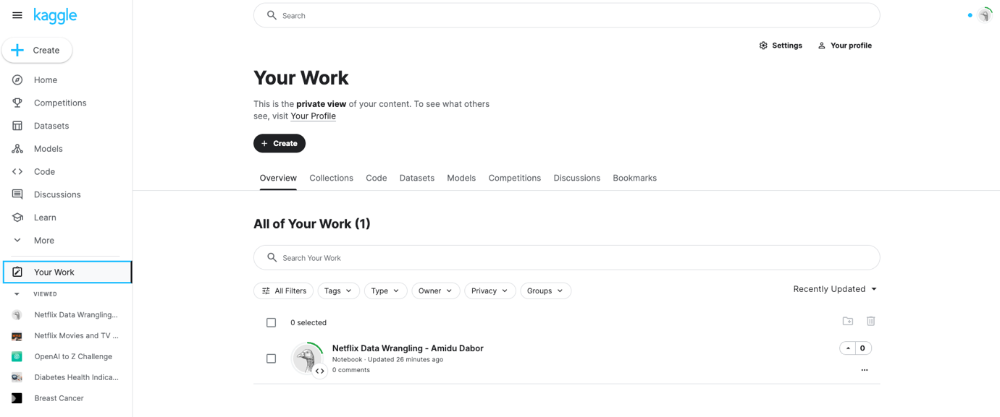 kaggle
Search
Create
Settings
Your profile
Home
Competitions
Datasets
Models
Code
Discussions
Learn
More
Your Work
VIEWED
Netflix Data Wrangling...
Netflix Movies and TV ...
OpenAI to Z Challenge
Diabetes Health Indica...
Breast Cancer
Your Work
This is the private view of your content. To see what others
see, visit Your Profile
+ Create
Overview Collections Code Datasets Models Competitions Discussions Bookmarks
All of Your Work (1)
Search Your Work
All Filters Tags Type Owner Privacy Groups
Recently Updated
0 selected
Netflix Data Wrangling - Amidu Dabor
Notebook · Updated 26 minutes ago
0 comments
0